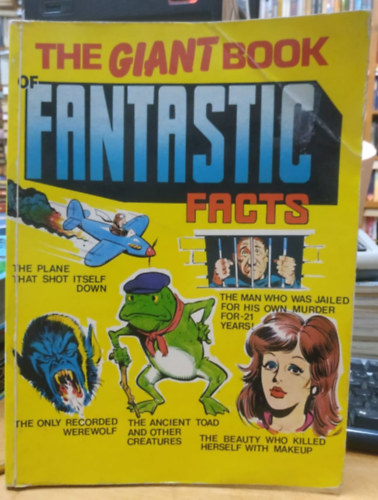 THE GIANT BOOK
OF
FANTASTIC
FACTS
THE PLANE
THAT SHOT ITSELF
DOWN
THE MAN WHO WAS JAILED
FOR HIS OWN MURDER
FOR 21
YEARS!
THE ONLY RECORDED
WEREWOLF
THE ANCIENT TOAD
AND OTHER
CREATURES
THE BEAUTY WHO KILLED
HERSELF WITH MAKEUP